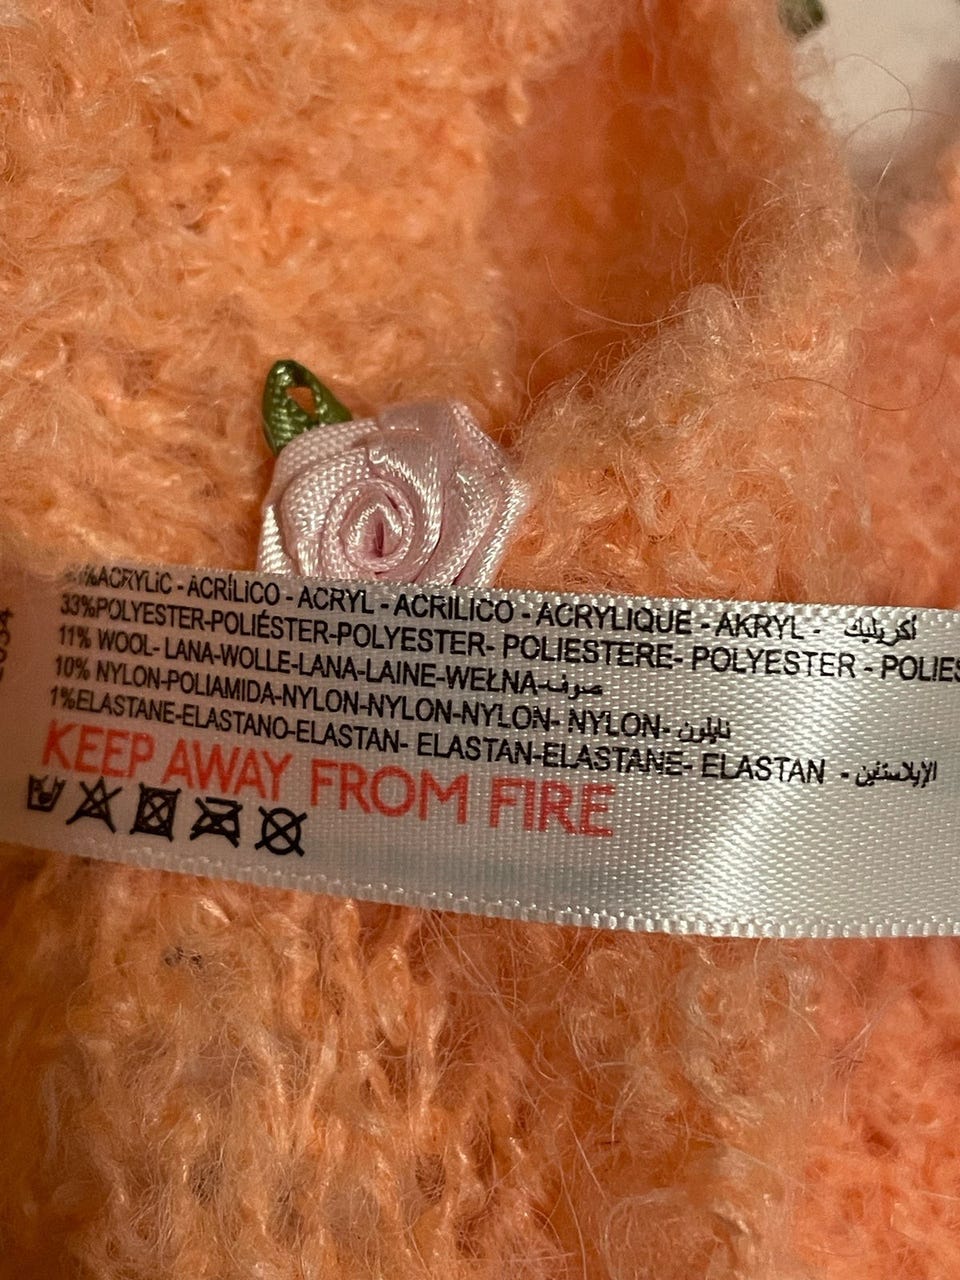 ACRYLIC - ACRÍLICO - ACRYL - ACRILICO - ACRYLIQUE - AKRYL - أكريليك
33%POLYESTER-POLIÉSTER-POLYESTER- POLIESTERE- POLYESTER - POLIES
11% WOOL- LANA-WOLLE-LANA-LAINE-WEŁNA-صوف
10% NYLON-POLIAMIDA-NYLON-NYLON-NYLON- NYLON- نايلون
1%ELASTANE-ELASTANO-ELASTAN- ELASTAN-ELASTANE- ELASTAN - الإيلاستين
KEEP AWAY FROM FIRE